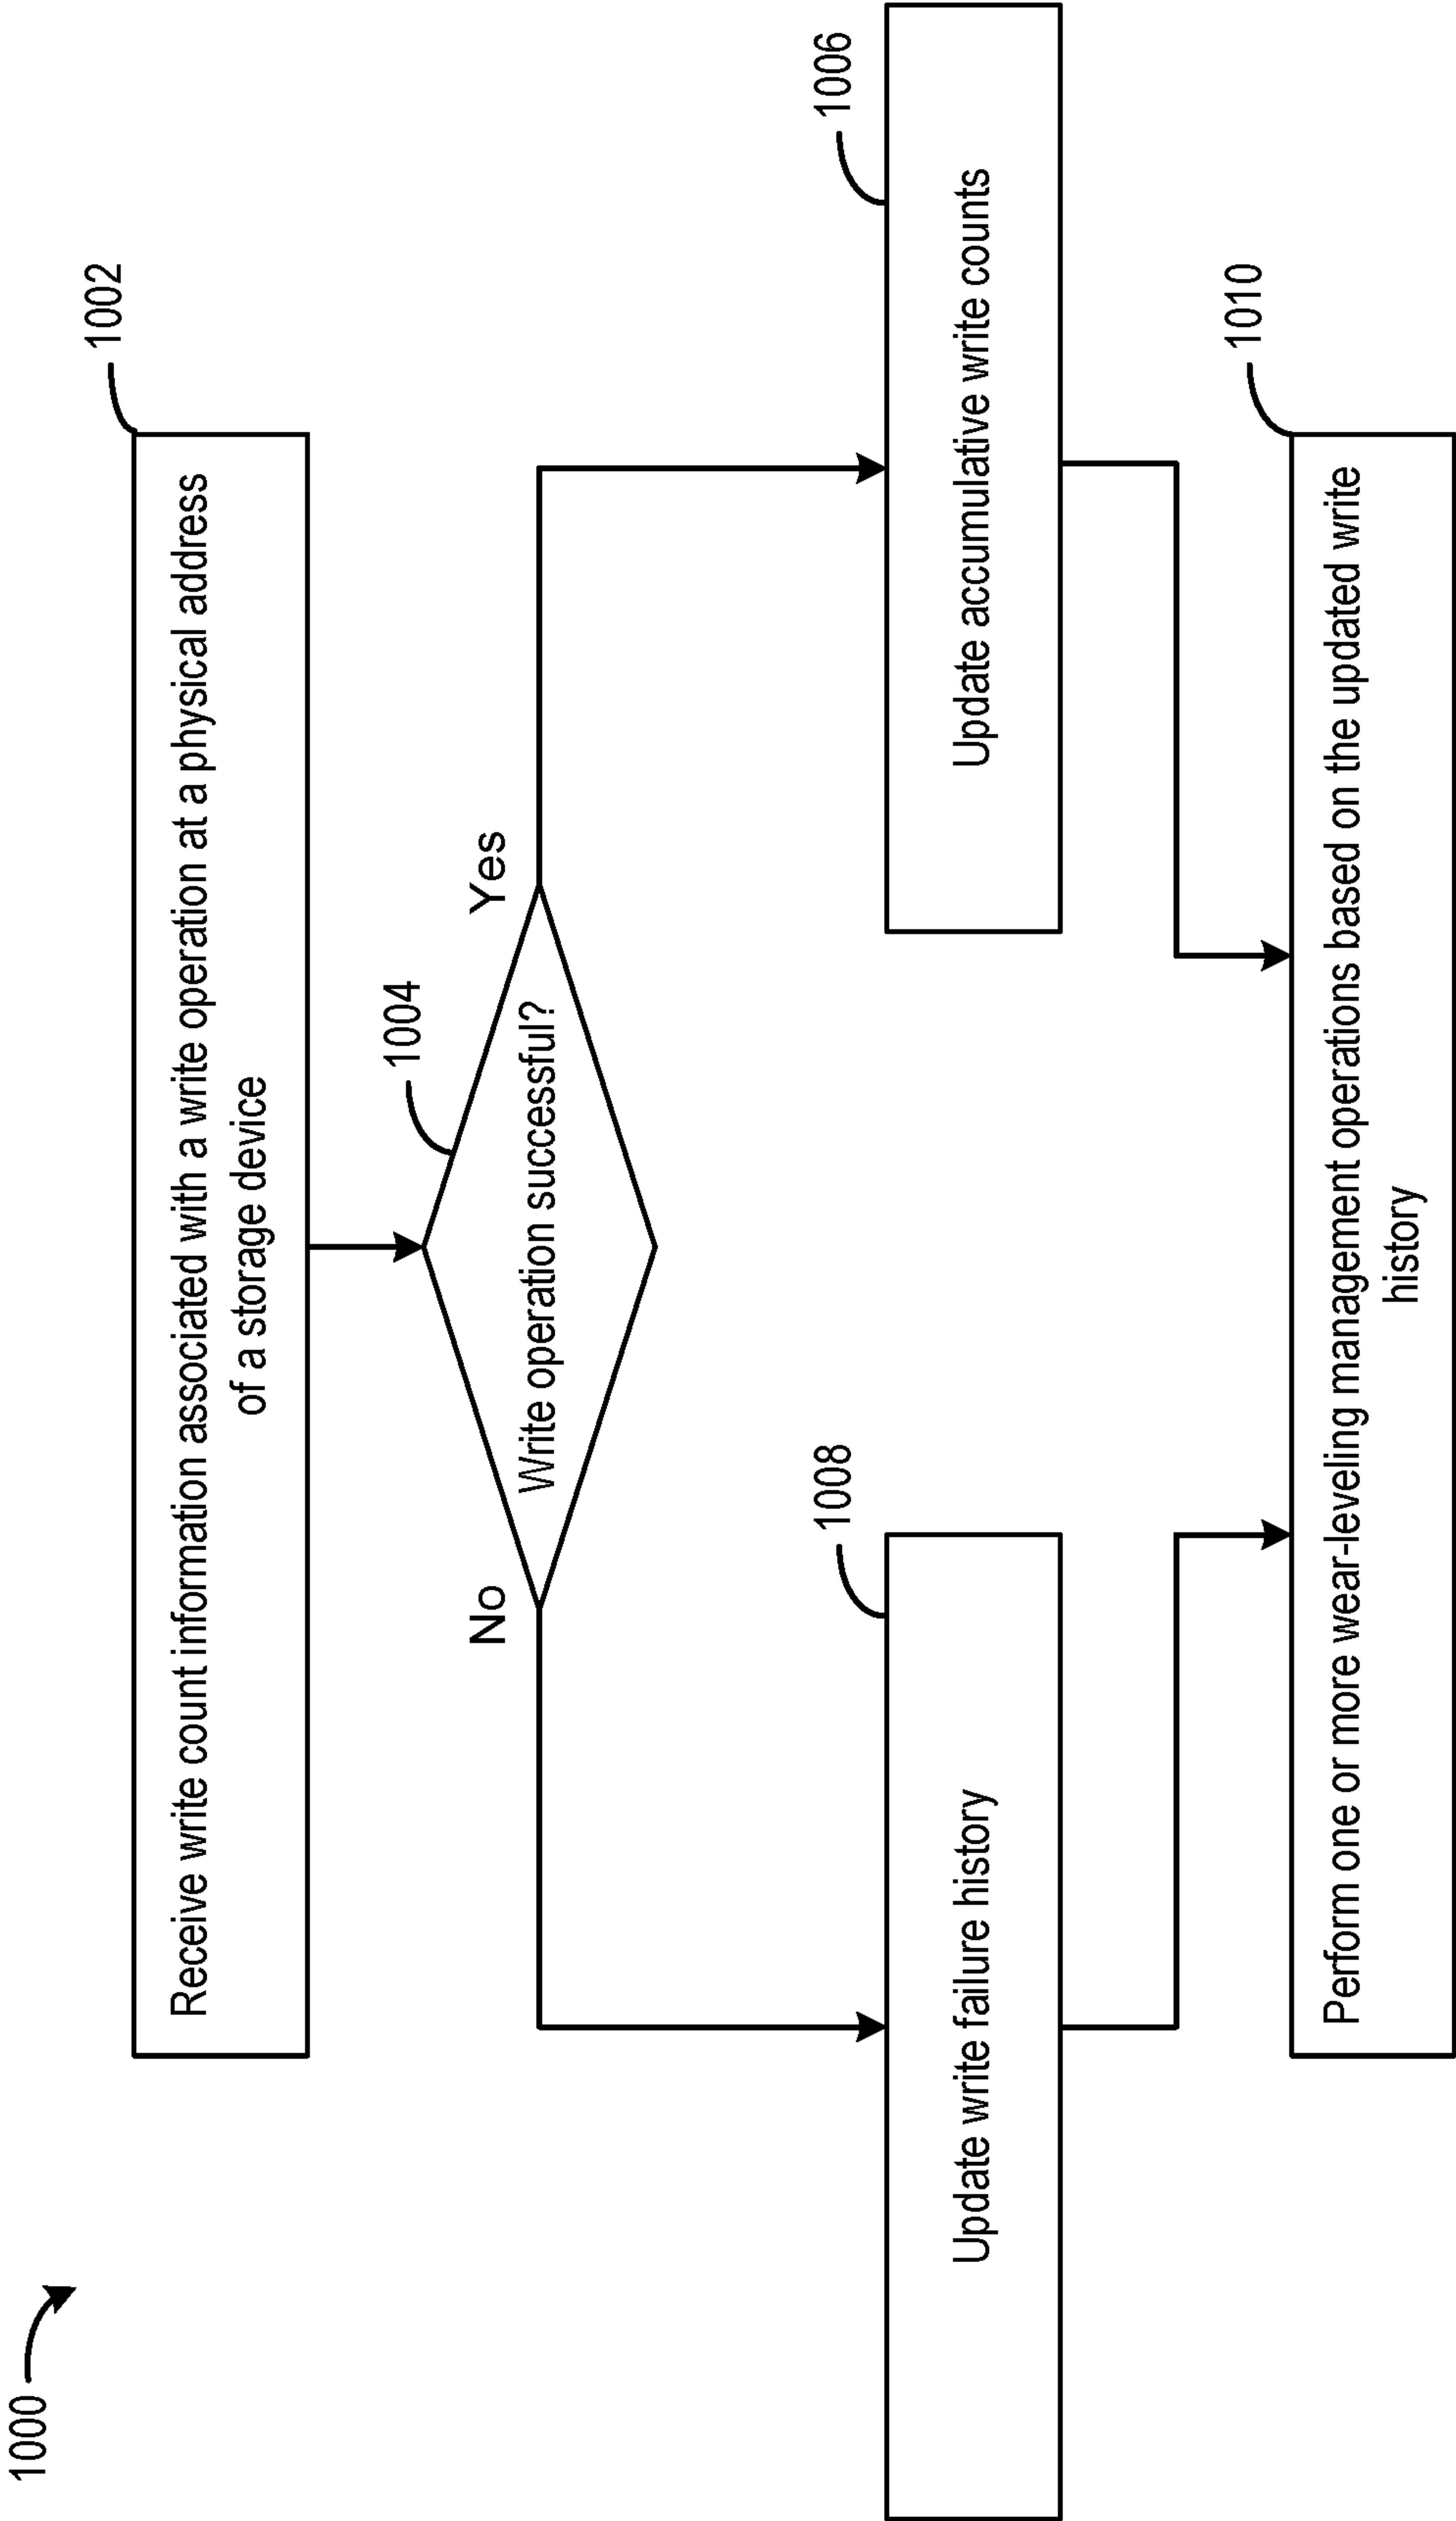 1000
1002
Receive write count information associated with a write operation at a physical address
of a storage device
1004
Write operation successful?
No
Yes
1008
Update write failure history
1006
Update accumulative write counts
1010
Perform one or more wear-leveling management operations based on the updated write
history